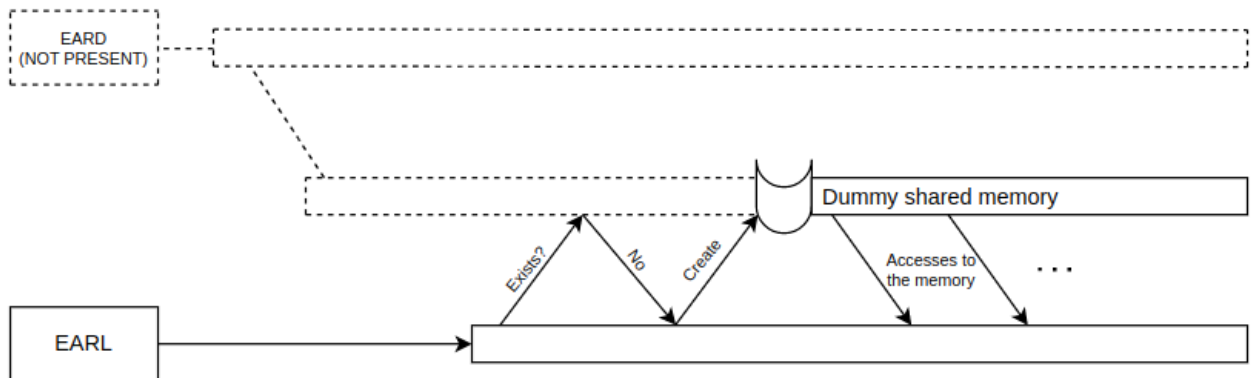 EARD
(NOT PRESENT)
Dummy shared memory
Exists?
No
Create
Accesses to
the memory
...
EARL